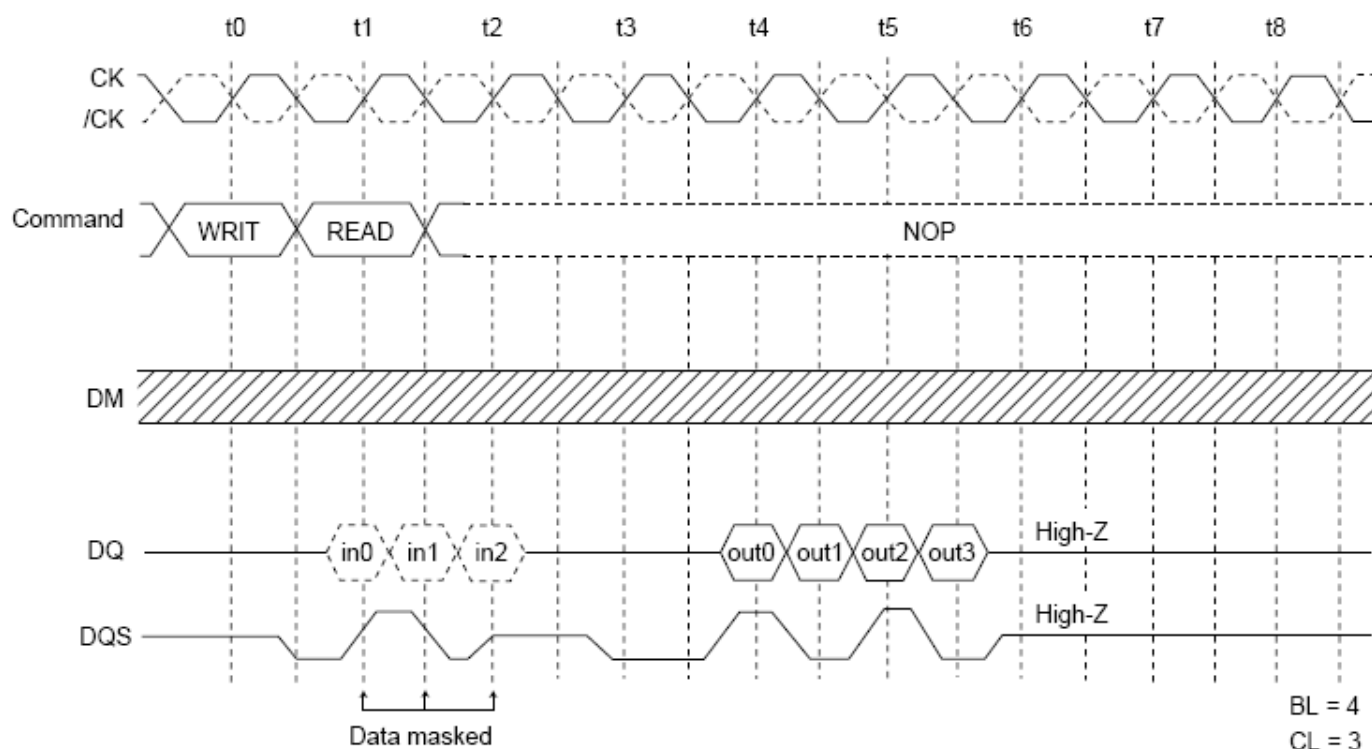 t0 t1 t2 t3 t4 t5 t6 t7 t8
CK
/CK
Command WRIT READ NOP
DM
DQ in0 in1 in2 out0 out1 out2 out3 High-Z
DQS High-Z
Data masked
BL = 4
CL = 3